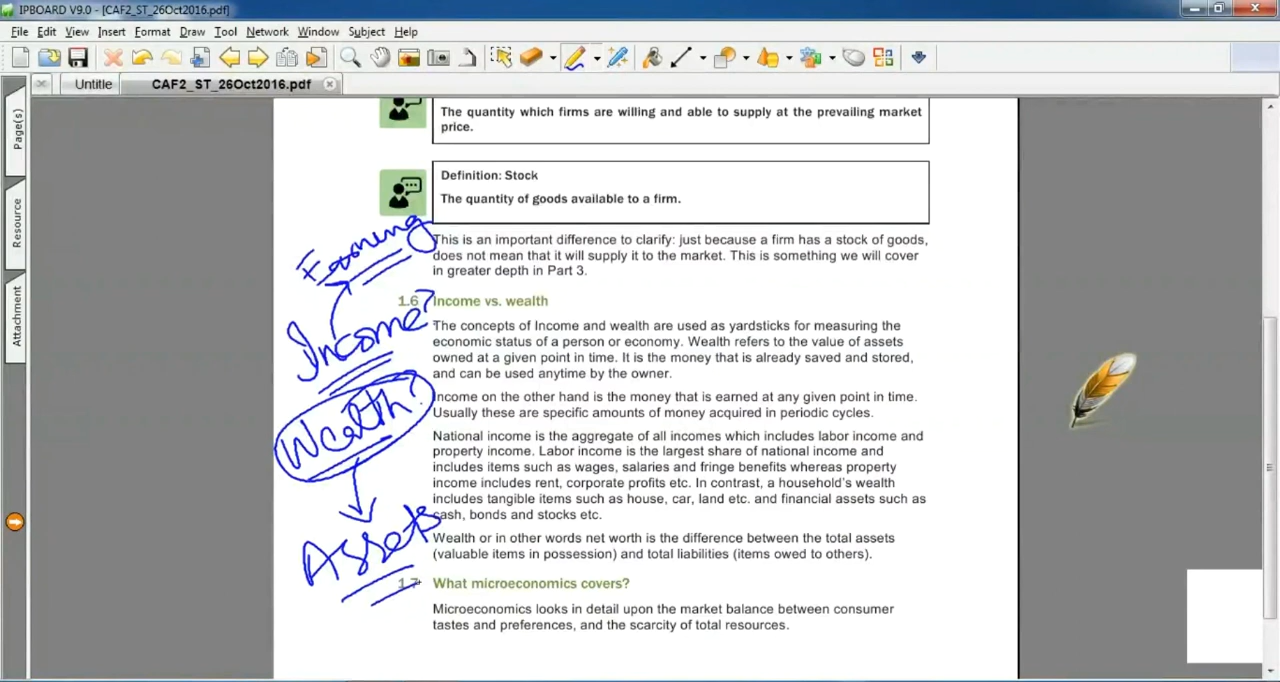 IPBOARD V9.0 - [CAF2_ST_26Oct2016.pdf]
File Edit View Insert Format Draw Tool Network Window Subject Help
Untitle CAF2_ST_26Oct2016.pdf
Page(s)
Resource
Attachment
The quantity which firms are willing and able to supply at the prevailing market
price.
Definition: Stock
The quantity of goods available to a firm.
This is an important difference to clarify: just because a firm has a stock of goods,
does not mean that it will supply it to the market. This is something we will cover
in greater depth in Part 3.
Earning
1.6 Income vs. wealth
Income?
The concepts of Income and wealth are used as yardsticks for measuring the
economic status of a person or economy. Wealth refers to the value of assets
owned at a given point in time. It is the money that is already saved and stored,
and can be used anytime by the owner.
Wealth?
Income on the other hand is the money that is earned at any given point in time.
Usually these are specific amounts of money acquired in periodic cycles.
National income is the aggregate of all incomes which includes labor income and
property income. Labor income is the largest share of national income and
includes items such as wages, salaries and fringe benefits whereas property
income includes rent, corporate profits etc. In contrast, a household's wealth
includes tangible items such as house, car, land etc. and financial assets such as
cash, bonds and stocks etc.
Assets
Wealth or in other words net worth is the difference between the total assets
(valuable items in possession) and total liabilities (items owed to others).
1.7 What microeconomics covers?
Microeconomics looks in detail upon the market balance between consumer
tastes and preferences, and the scarcity of total resources.